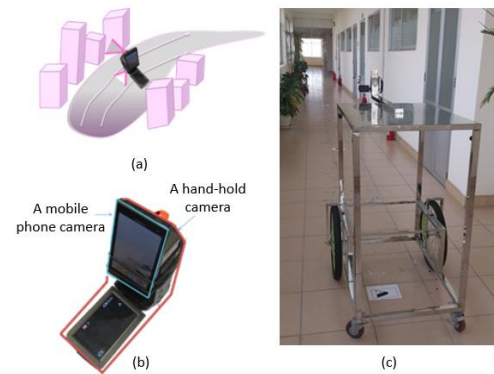 (a)
A mobile
phone camera
A hand-hold
camera
(b)
(c)